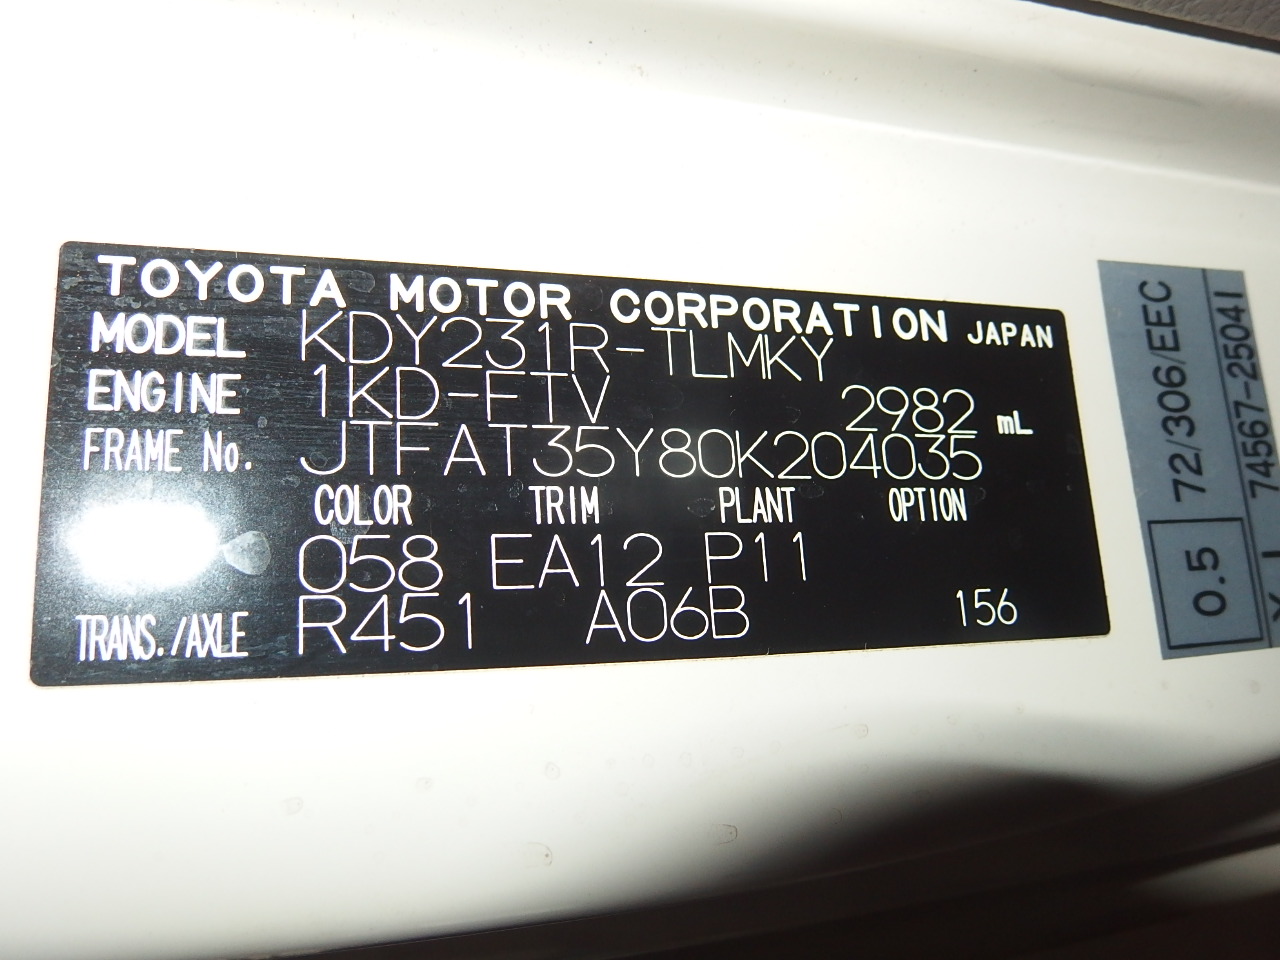 TOYOTA MOTOR CORPORATION JAPAN
MODEL KDY231R-TLMKY
ENGINE 1KD-FTV 2982 mL
FRAME No. JTFAT35Y80K204035
COLOR TRIM PLANT OPTION
058 EA12 P11
TRANS./AXLE R451 A06B 156
0.5 72/306/EEC
74567-25041